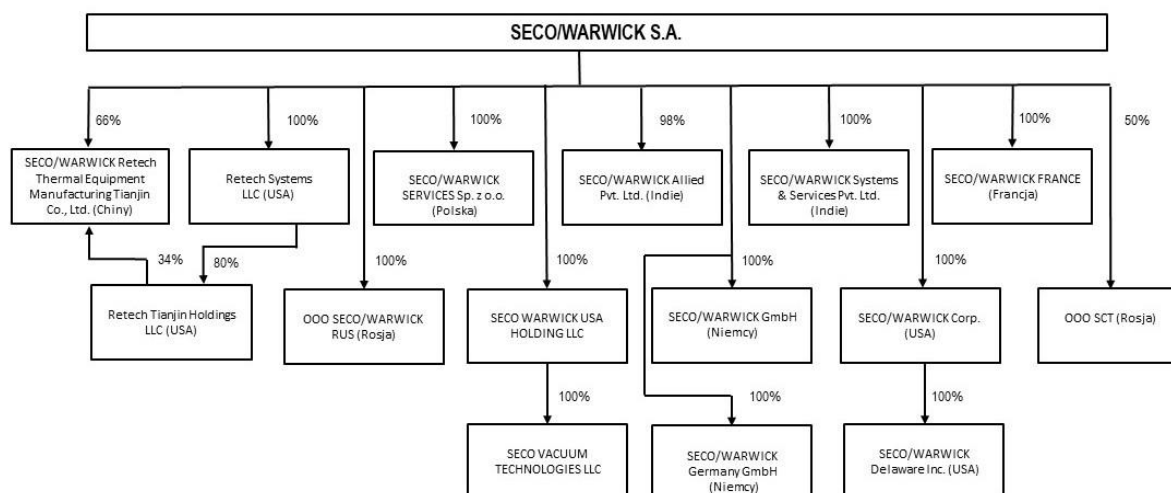 SECO/WARWICK S.A.
66%
100%
100%
98%
100%
100%
50%
SECO/WARWICK Retech
Thermal Equipment
Manufacturing Tianjin
Co., Ltd. (Chiny)
Retech Systems
LLC (USA)
SECO/WARWICK
SERVICES Sp. z o.o.
(Polska)
SECO/WARWICK Allied
Pvt. Ltd. (Indie)
SECO/WARWICK Systems
& Services Pvt. Ltd.
(Indie)
SECO/WARWICK FRANCE
(Francja)
34%
80%
100%
100%
100%
100%
Retech Tianjin Holdings
LLC (USA)
OOO SECO/WARWICK
RUS (Rosja)
SECO WARWICK USA
HOLDING LLC
SECO/WARWICK GmbH
(Niemcy)
SECO/WARWICK Corp.
(USA)
OOO SCT (Rosja)
100%
100%
100%
SECO VACUUM
TECHNOLOGIES LLC
SECO/WARWICK
Germany GmbH
(Niemcy)
SECO/WARWICK
Delaware Inc. (USA)